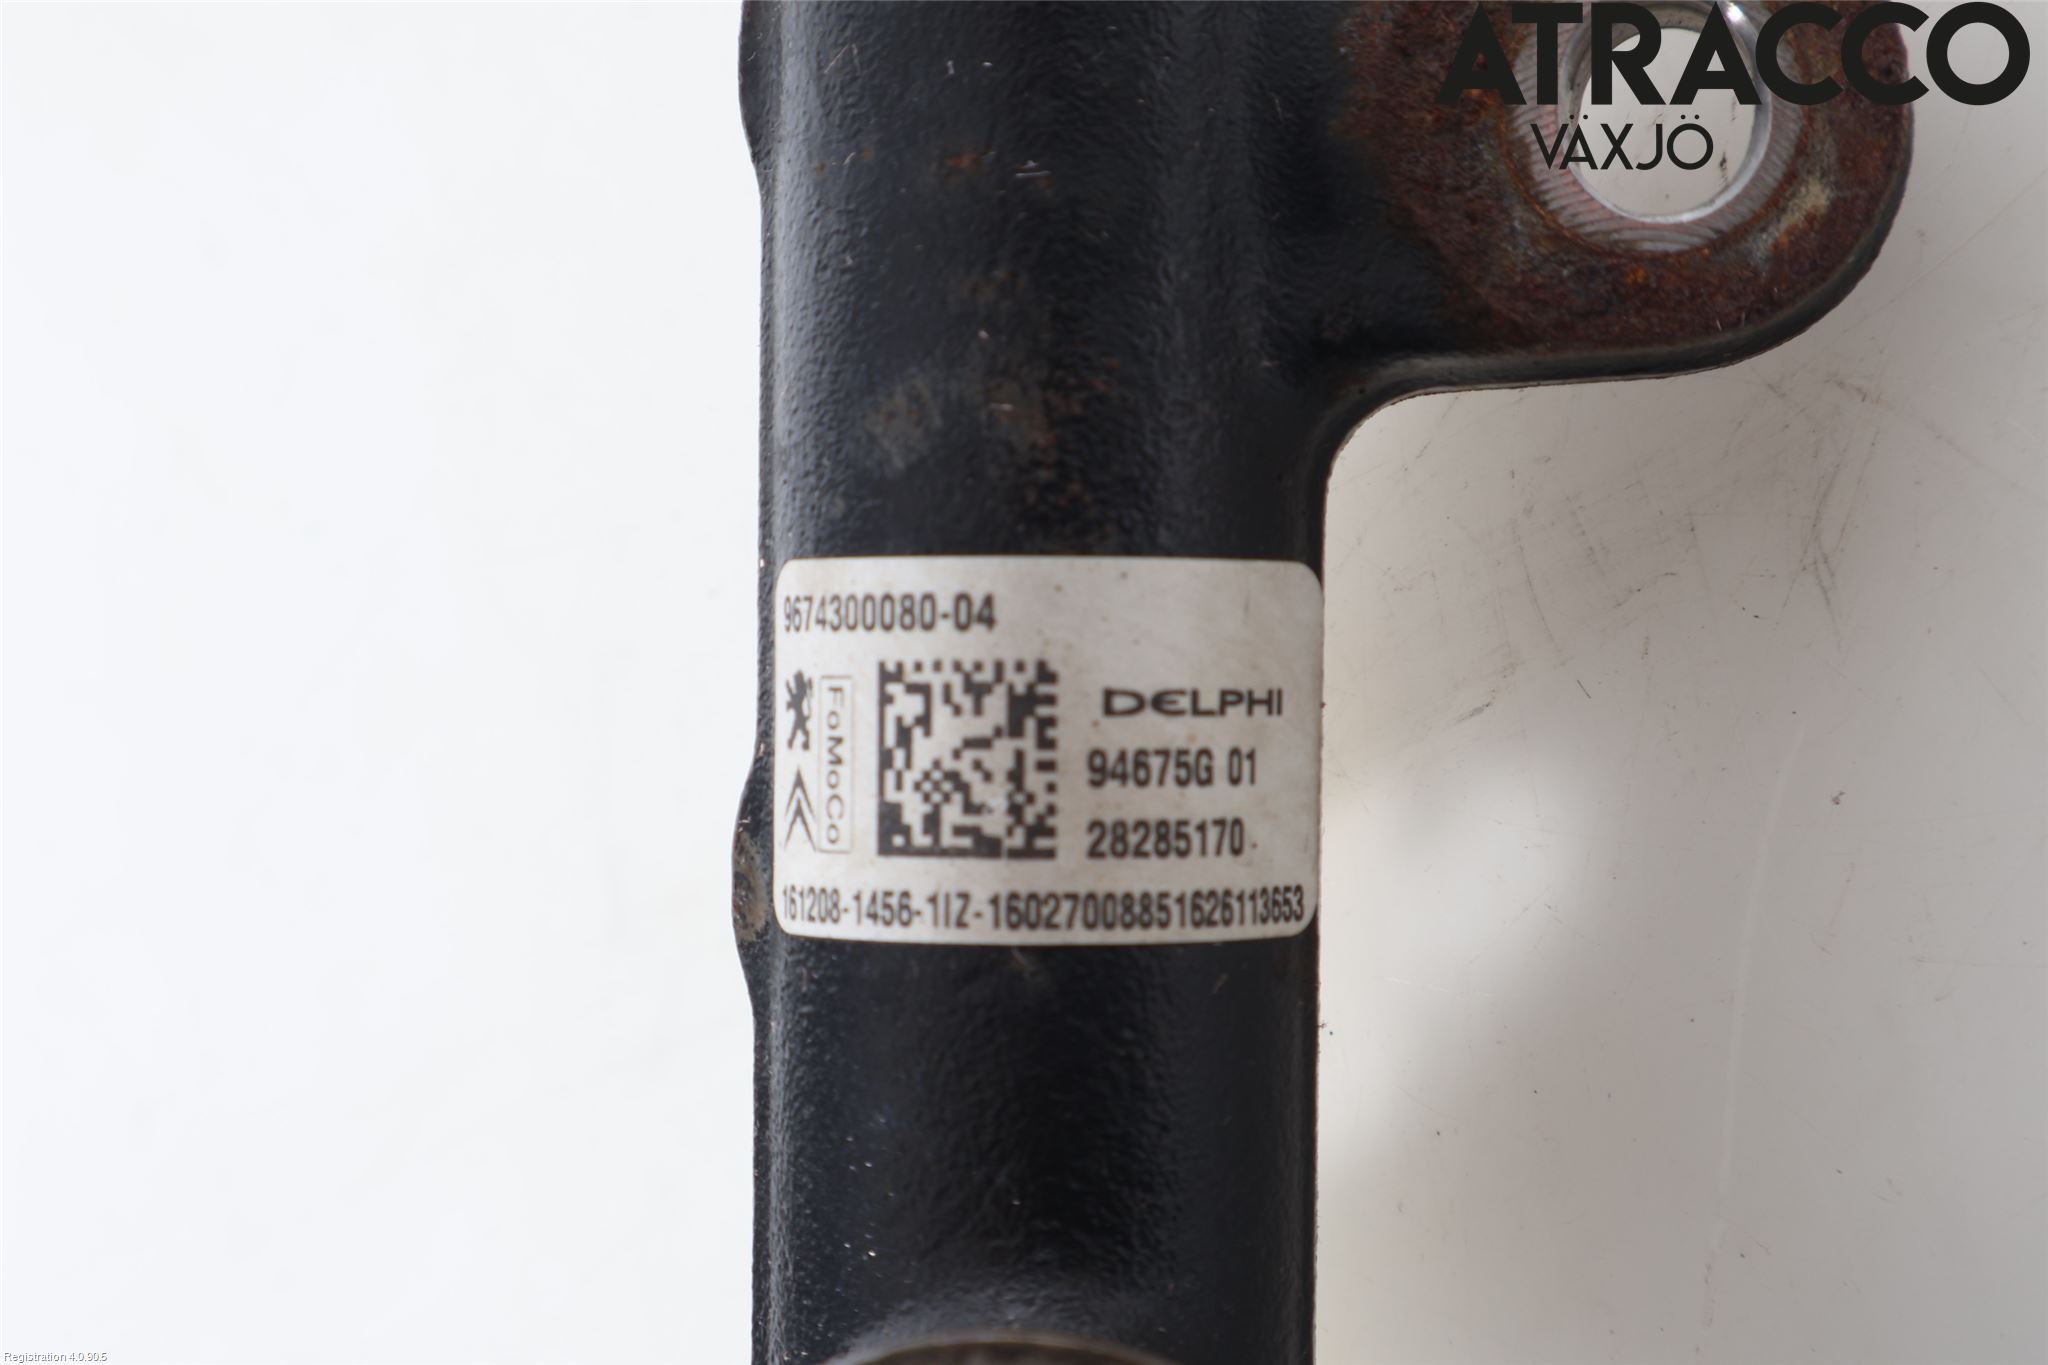 ATRACCO
VÄXJÖ
9674300080-04
FoMoCo
DELPHI
94675G 01
28285170
161208-1456-1IZ-16027008851626113653
Registration 4.0.90.5